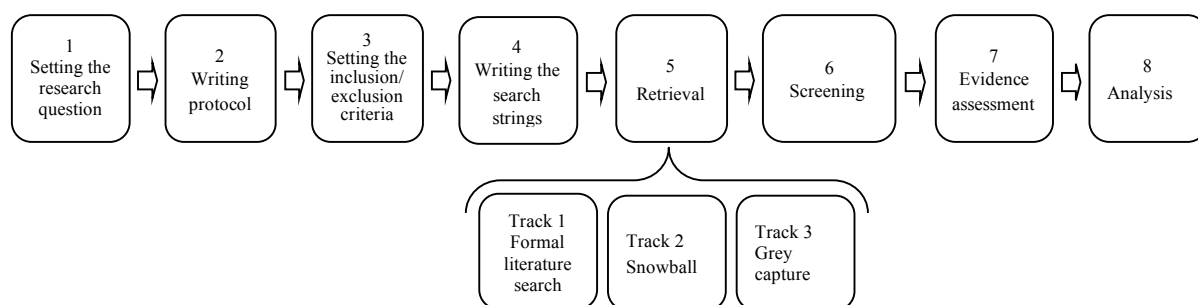 1
Setting the
research
question
2
Writing
protocol
3
Setting the
inclusion/
exclusion
criteria
4
Writing the
search
strings
5
Retrieval
6
Screening
7
Evidence
assessment
8
Analysis
Track 1
Formal
literature
search
Track 2
Snowball
Track 3
Grey
capture